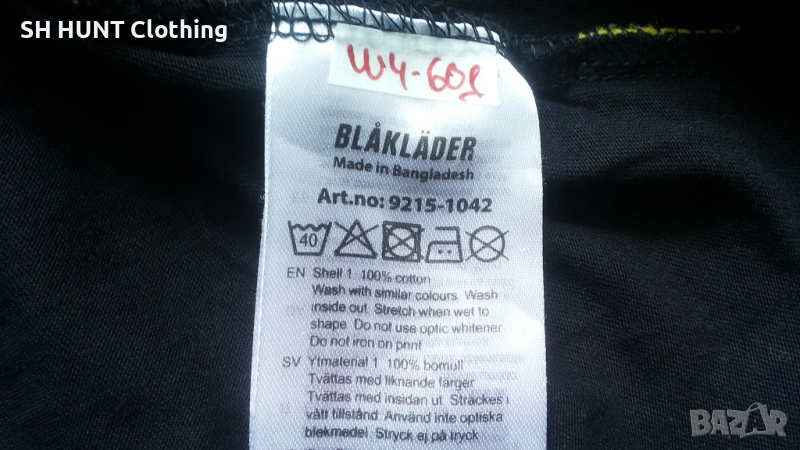 SH HUNT Clothing
W4-601
BLÅKLÄDER
Made in Bangladesh
Art.no: 9215-1042
40
EN Shell 1 100% cotton
Wash with similar colours Wash
inside out Stretch when wet to
shape Do not use optic whitener
Do not iron on print
SV Ytmaterial 1 100% bomull
Tvättas med liknande färger
Tvättas med insidan ut Sträckes i
vått tillstånd Använd inte optiska
blekmedel Stryck ej på tryck
BAZAR